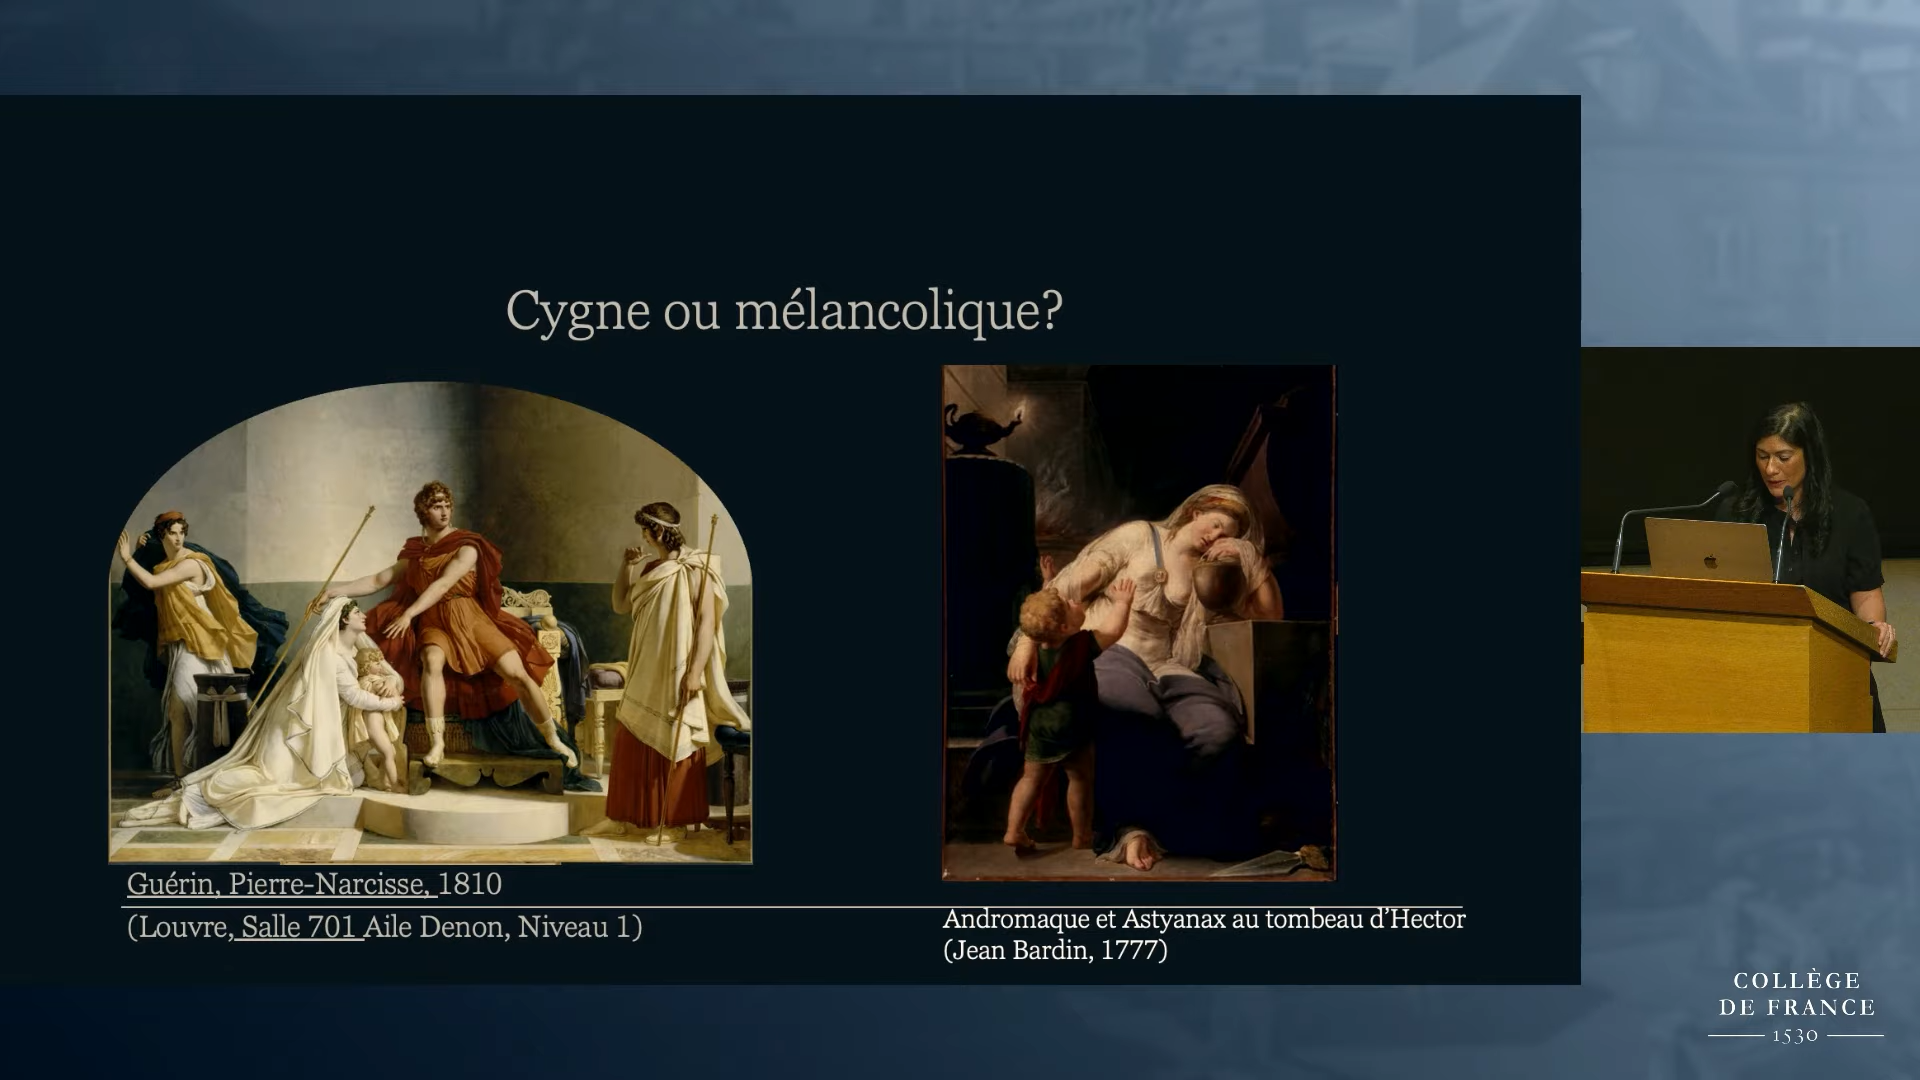 Cygne ou mélancolique?
Guérin, Pierre-Narcisse, 1810
(Louvre, Salle 701 Aile Denon, Niveau 1)
Andromaque et Astyanax au tombeau d’Hector
(Jean Bardin, 1777)
COLLÈGE
DE FRANCE
1530